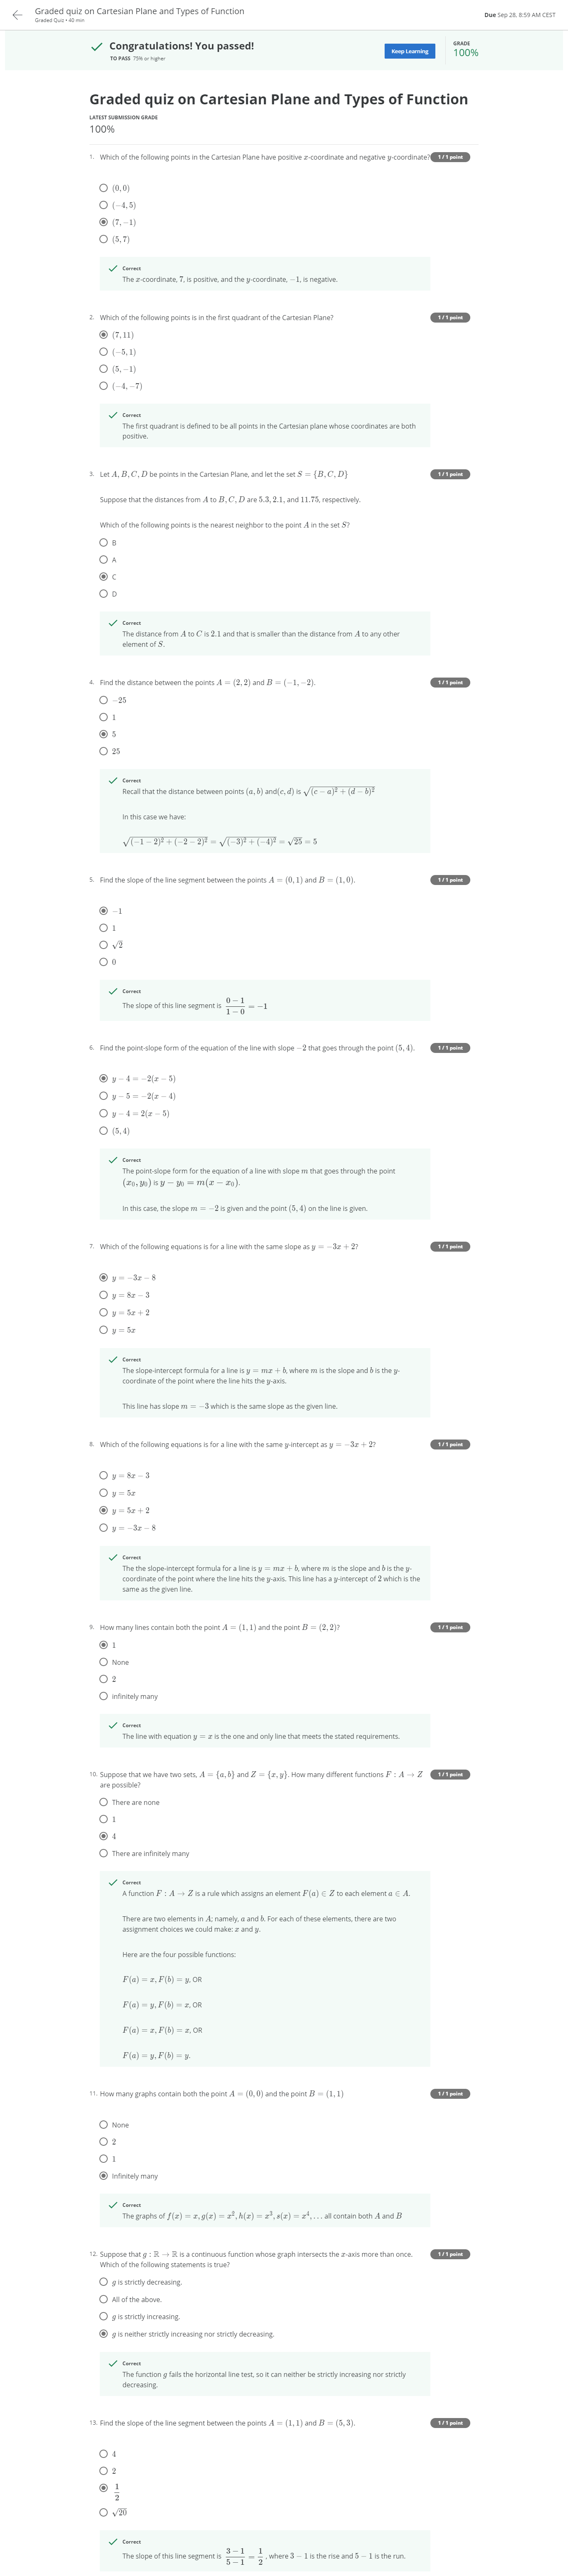 Graded quiz on Cartesian Plane and Types of Function
Graded Quiz • 40 min
Due Sep 28, 8:59 AM CEST
Congratulations! You passed!
TO PASS 75% or higher
Keep Learning
GRADE
100%
Graded quiz on Cartesian Plane and Types of Function
LATEST SUBMISSION GRADE
100%
1. Which of the following points in the Cartesian Plane have positive x-coordinate and negative y-coordinate?
1 / 1 point
(0, 0)
(−4, 5)
(7, −1)
(5, 7)
Correct
The x-coordinate, 7, is positive, and the y-coordinate, −1, is negative.
2. Which of the following points is in the first quadrant of the Cartesian Plane?
1 / 1 point
(7, 11)
(−5, 1)
(5, −1)
(−4, −7)
Correct
The first quadrant is defined to be all points in the Cartesian plane whose coordinates are both
positive.
3. Let A, B, C, D be points in the Cartesian Plane, and let the set S = {B, C, D}
1 / 1 point
Suppose that the distances from A to B, C, D are 5.3, 2.1, and 11.75, respectively.
Which of the following points is the nearest neighbor to the point A in the set S?
B
A
C
D
Correct
The distance from A to C is 2.1 and that is smaller than the distance from A to any other
element of S.
4. Find the distance between the points A = (2, 2) and B = (−1, −2).
1 / 1 point
−25
1
5
25
Correct
Recall that the distance between points (a, b) and(c, d) is √(c − a)² + (d − b)²
In this case we have:
√(−1 − 2)² + (−2 − 2)² = √(−3)² + (−4)² = √25 = 5
5. Find the slope of the line segment between the points A = (0, 1) and B = (1, 0).
1 / 1 point
−1
1
√2
0
Correct
The slope of this line segment is (0 − 1)/(1 − 0) = −1
6. Find the point-slope form of the equation of the line with slope −2 that goes through the point (5, 4).
1 / 1 point
y − 4 = −2(x − 5)
y − 5 = −2(x − 4)
y − 4 = 2(x − 5)
(5, 4)
Correct
The point-slope form for the equation of a line with slope m that goes through the point
(x₀, y₀) is y − y₀ = m(x − x₀).
In this case, the slope m = −2 is given and the point (5, 4) on the line is given.
7. Which of the following equations is for a line with the same slope as y = −3x + 2?
1 / 1 point
y = −3x − 8
y = 8x − 3
y = 5x + 2
y = 5x
Correct
The slope-intercept formula for a line is y = mx + b, where m is the slope and b is the y-
coordinate of the point where the line hits the y-axis.
This line has slope m = −3 which is the same slope as the given line.
8. Which of the following equations is for a line with the same y-intercept as y = −3x + 2?
1 / 1 point
y = 8x − 3
y = 5x
y = 5x + 2
y = −3x − 8
Correct
The the slope-intercept formula for a line is y = mx + b, where m is the slope and b is the y-
coordinate of the point where the line hits the y-axis. This line has a y-intercept of 2 which is the
same as the given line.
9. How many lines contain both the point A = (1, 1) and the point B = (2, 2)?
1 / 1 point
1
None
2
infinitely many
Correct
The line with equation y = x is the one and only line that meets the stated requirements.
10. Suppose that we have two sets, A = {a, b} and Z = {x, y}. How many different functions F : A → Z
are possible?
1 / 1 point
There are none
1
4
There are infinitely many
Correct
A function F : A → Z is a rule which assigns an element F(a) ∈ Z to each element a ∈ A.
There are two elements in A; namely, a and b. For each of these elements, there are two
assignment choices we could make: x and y.
Here are the four possible functions:
F(a) = x, F(b) = y, OR
F(a) = y, F(b) = x, OR
F(a) = x, F(b) = x, OR
F(a) = y, F(b) = y.
11. How many graphs contain both the point A = (0, 0) and the point B = (1, 1)
1 / 1 point
None
2
1
Infinitely many
Correct
The graphs of f(x) = x, g(x) = x², h(x) = x³, s(x) = x⁴, . . . all contain both A and B
12. Suppose that g : ℝ → ℝ is a continuous function whose graph intersects the x-axis more than once.
Which of the following statements is true?
1 / 1 point
g is strictly decreasing.
All of the above.
g is strictly increasing.
g is neither strictly increasing nor strictly decreasing.
Correct
The function g fails the horizontal line test, so it can neither be strictly increasing nor strictly
decreasing.
13. Find the slope of the line segment between the points A = (1, 1) and B = (5, 3).
1 / 1 point
4
2
1/2
√20
Correct
The slope of this line segment is (3 − 1)/(5 − 1) = 1/2, where 3 − 1 is the rise and 5 − 1 is the run.